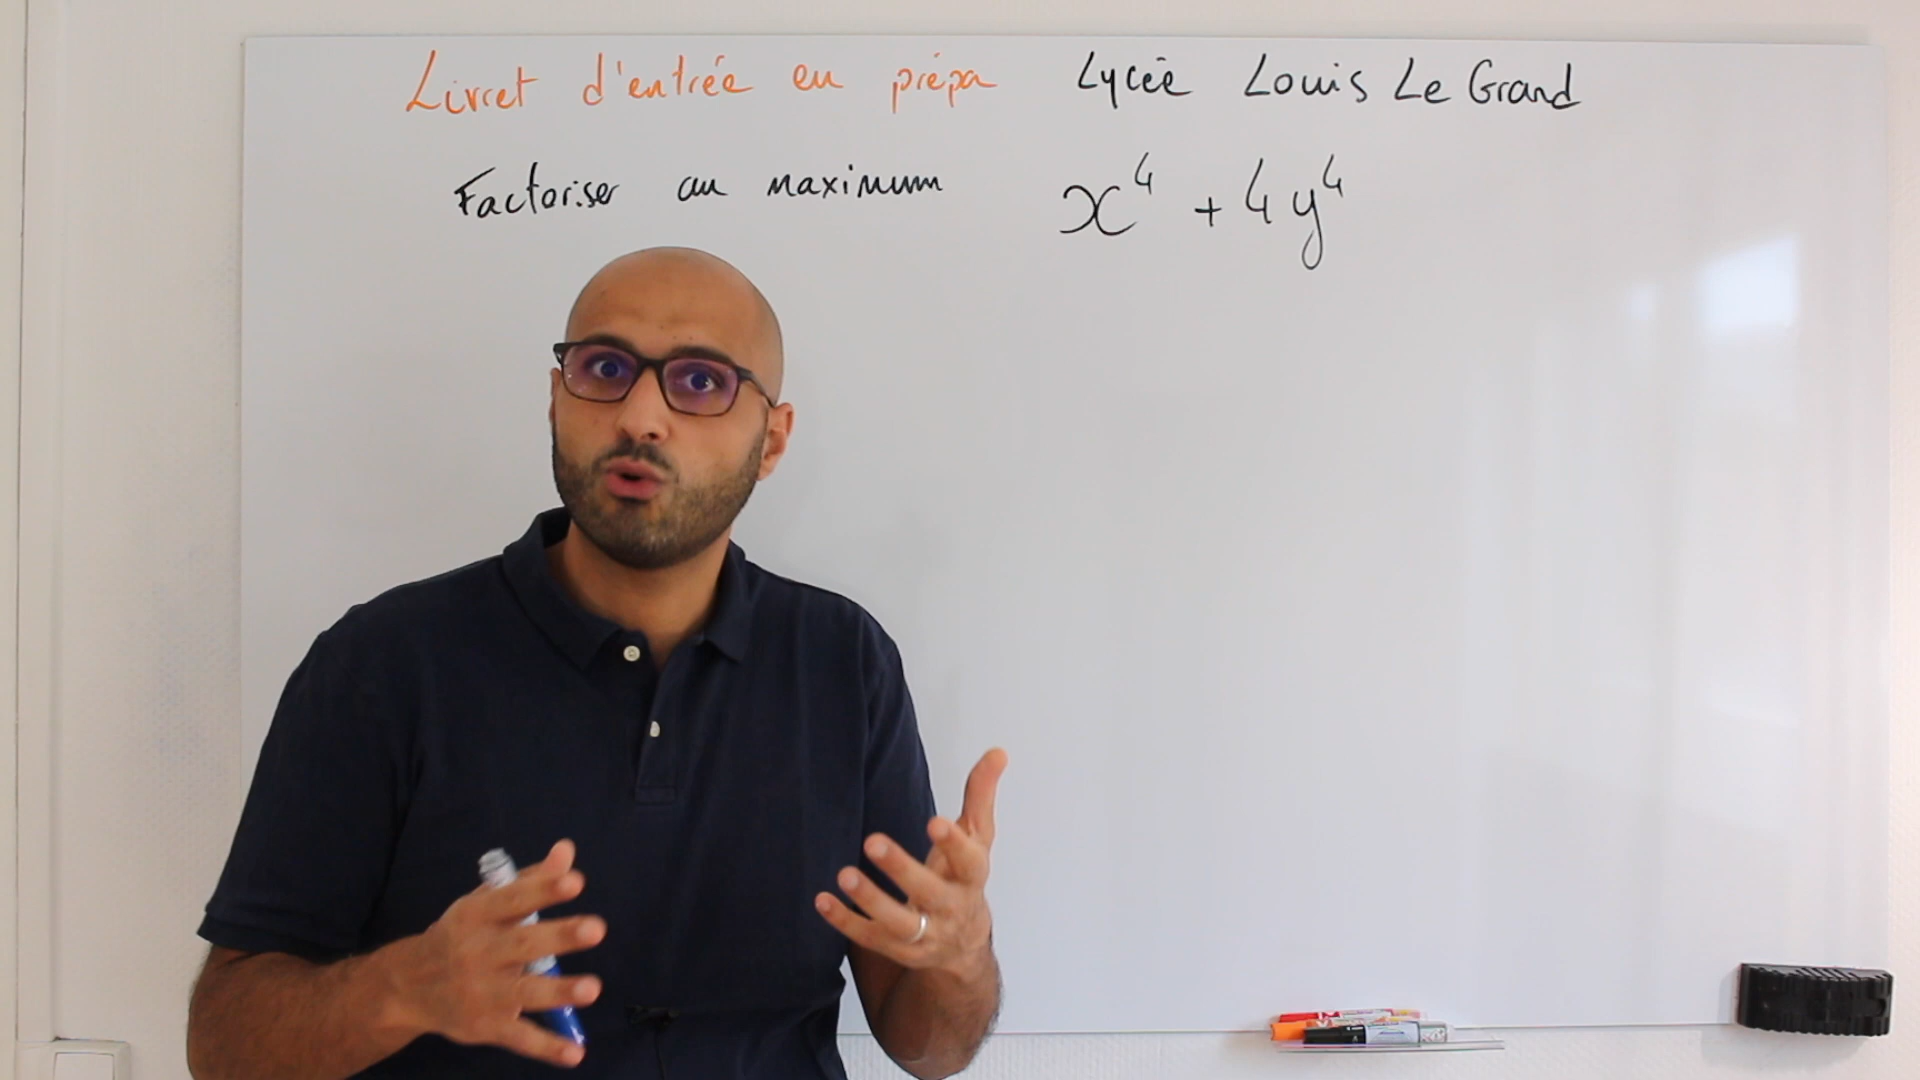 Livret d'entrée en prépa Lycée Louis Le Grand
Factoriser au maximum x⁴ + 4y⁴